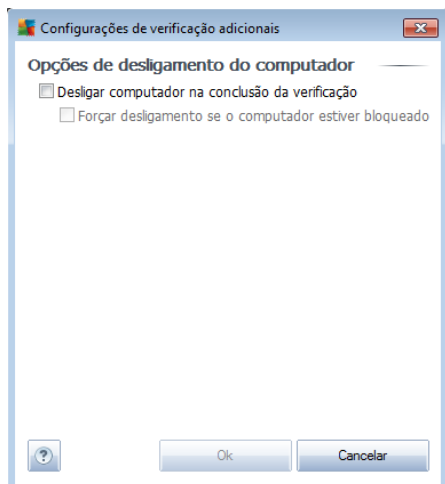 Configurações de verificação adicionais
Opções de desligamento do computador
Desligar computador na conclusão da verificação
Forçar desligamento se o computador estiver bloqueado
?
Ok
Cancelar